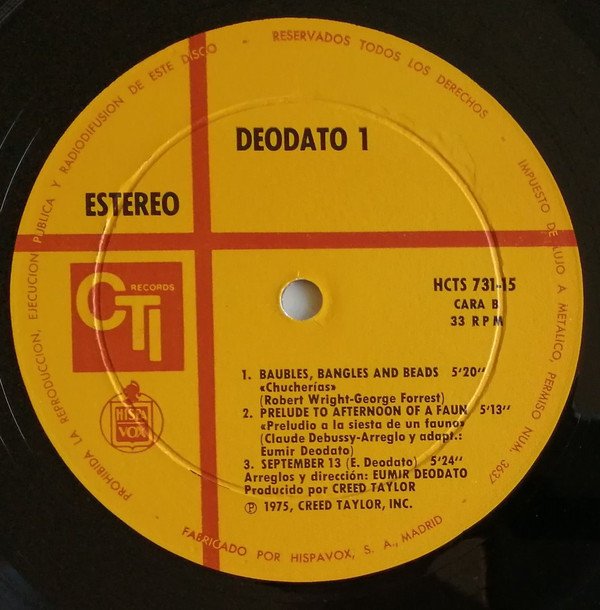 PROHIBIDA LA REPRODUCCION, EJECUCION PUBLICA Y RADIODIFUSION DE ESTE DISCO - RESERVADOS TODOS LOS DERECHOS
IMPUESTO DE LUJO A METALICO, PERMISO NUM. 3637
DEODATO 1
ESTEREO
CTI RECORDS
HCTS 731-15
CARA B
33 RPM
HISPAVOX
1. BAUBLES, BANGLES AND BEADS 5'20''
«Chucherías»
(Robert Wright-George Forrest)
2. PRELUDE TO AFTERNOON OF A FAUN 5'13''
«Preludio a la siesta de un fauno»
(Claude Debussy-Arreglo y adapt.:
Eumir Deodato)
3. SEPTEMBER 13 (E. Deodato) 5'24''
Arreglos y dirección: EUMIR DEODATO
Producido por CREED TAYLOR
Ⓟ 1975, CREED TAYLOR, INC.
FABRICADO POR HISPAVOX, S. A., MADRID